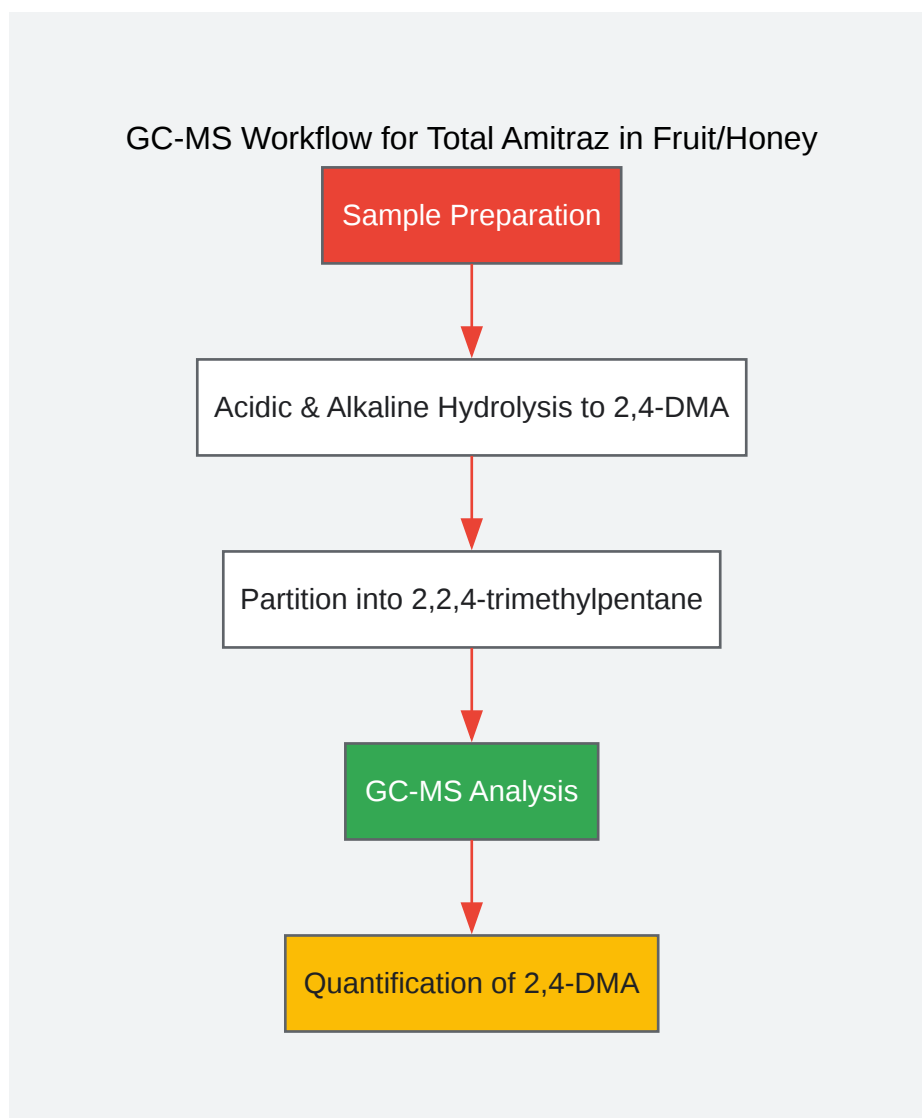 GC-MS Workflow for Total Amitraz in Fruit/Honey
Sample Preparation
Acidic & Alkaline Hydrolysis to 2,4-DMA
Partition into 2,2,4-trimethylpentane
GC-MS Analysis
Quantification of 2,4-DMA